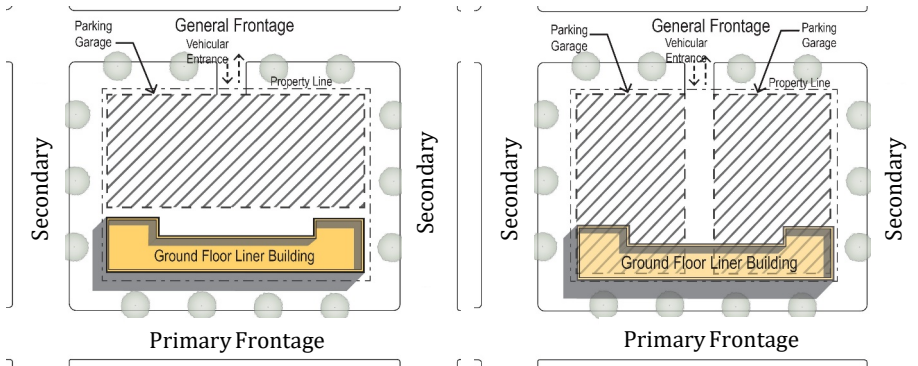 Parking
Garage
General Frontage
Vehicular
Entrance
Property Line
Secondary
Secondary
Ground Floor Liner Building
Primary Frontage
Parking
Garage
General Frontage
Vehicular
Entrance
Parking
Garage
Property Line
Secondary
Secondary
Ground Floor Liner Building
Primary Frontage